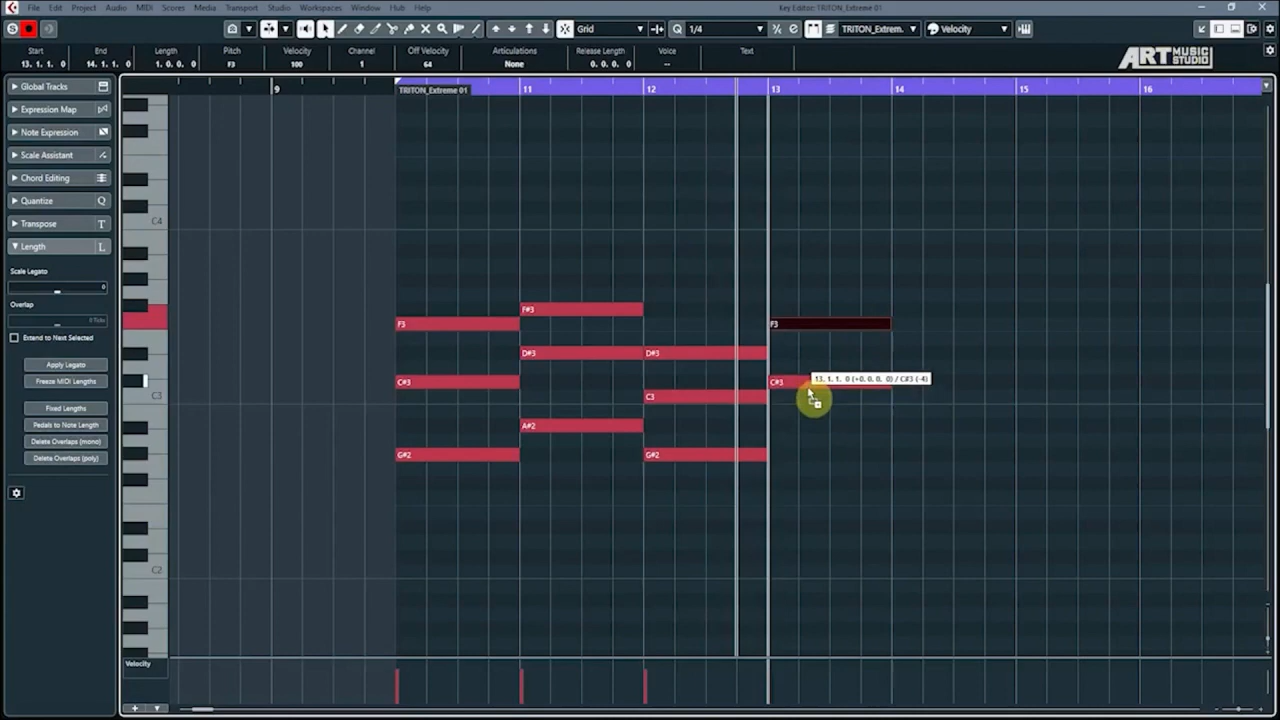 File Edit Project Audio MIDI Scores Media Transport Studio Workspaces Window Hub Help
Key Editor: TRITON_Extreme 01
Grid
Q 1/4
TRITON_Extrem.
Velocity
Start End Length Pitch Velocity Channel Off Velocity Articulations Release Length Voice Text
13. 1. 1. 0 14. 1. 1. 0 1. 0. 0. 0 F3 100 1 64 None 0. 0. 0. 0 --
ART MUSIC STUDIO
Global Tracks
Expression Map
Note Expression
Scale Assistant
Chord Editing
Quantize Q
Transpose T
Length L
Scale Legato
0
Overlap
0 Ticks
Extend to Next Selected
Apply Legato
Freeze MIDI Lengths
Fixed Lengths
Pedals to Note Length
Delete Overlaps (mono)
Delete Overlaps (poly)
9 11 12 13 14 15 16
TRITON_Extreme 01
C4
F#3
F3 F3
D#3 D#3
C#3 C#3
13. 1. 1. 0 (+0. 0. 0. 0) / C#3 (-4)
C3 C3
A#2
G#2 G#2
C2
Velocity